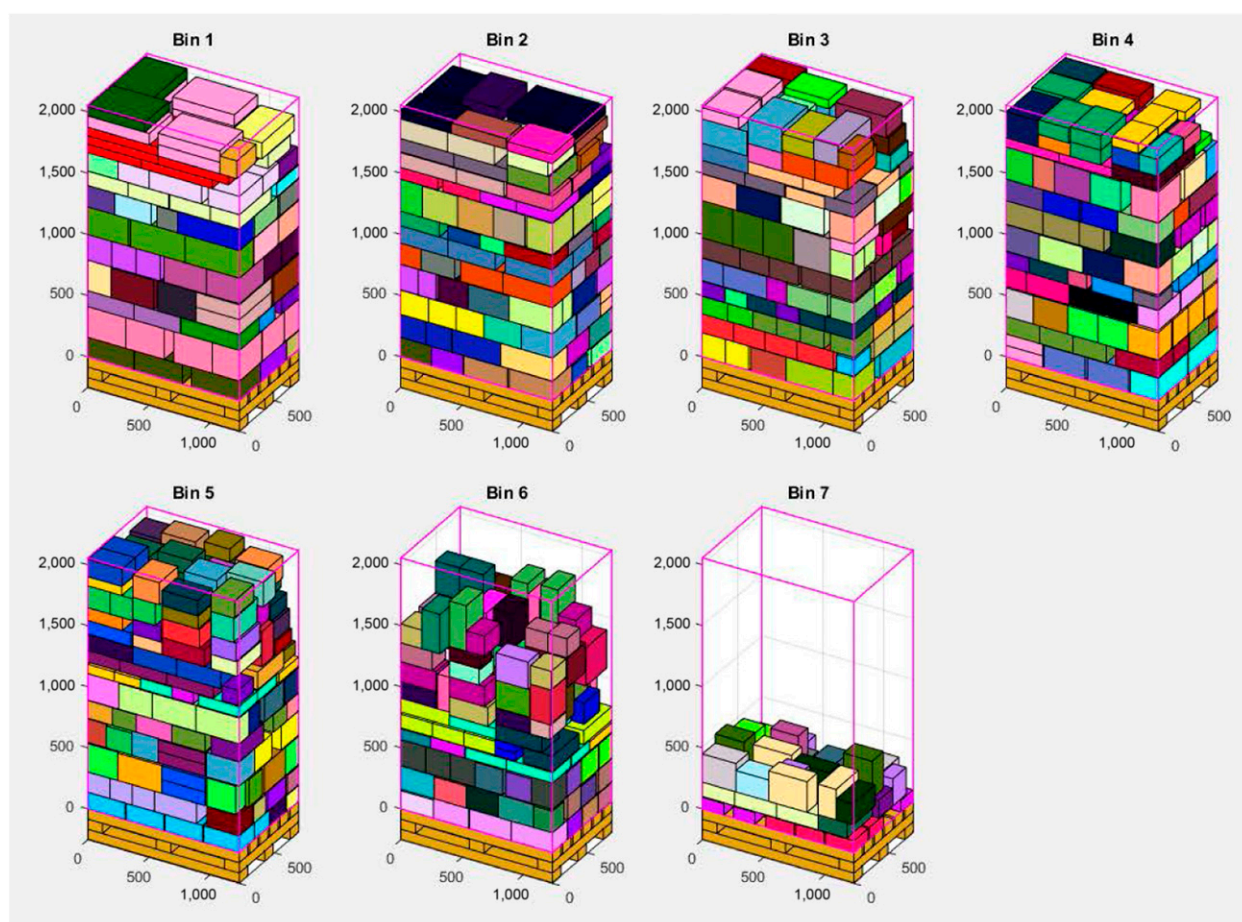 Bin 1 Bin 2 Bin 3 Bin 4
2,000 2,000 2,000 2,000
1,500 1,500 1,500 1,500
1,000 1,000 1,000 1,000
500 500 500 500
0 0 0 0
0 500 0 500 0 500 0 500
500 500 500 500
1,000 0 1,000 0 1,000 0 1,000 0
Bin 5 Bin 6 Bin 7
2,000 2,000 2,000
1,500 1,500 1,500
1,000 1,000 1,000
500 500 500
0 0 0
0 500 0 500 0 500
500 500 500
1,000 0 1,000 0 1,000 0